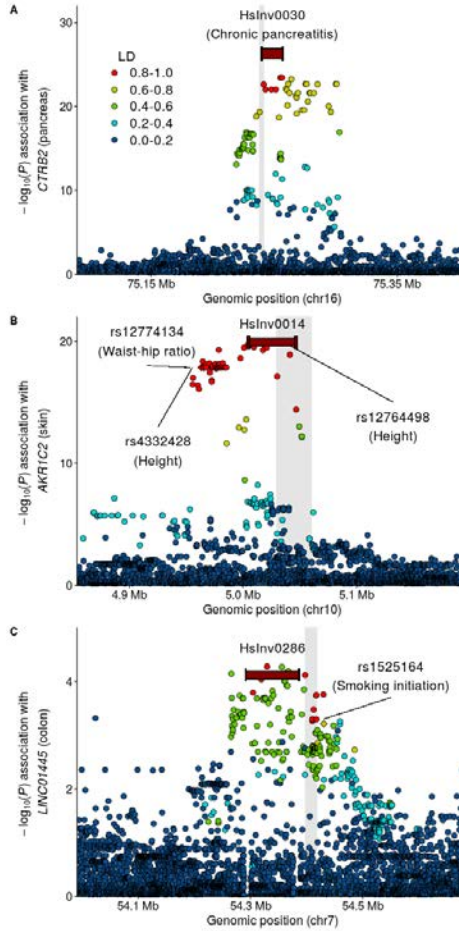 A
HsInv0030
(Chronic pancreatitis)
LD
0.8-1.0
0.6-0.8
0.4-0.6
0.2-0.4
0.0-0.2
− log₁₀(P) association with
CTRB2 (pancreas)
30
20
10
0
75.15 Mb
75.35 Mb
Genomic position (chr16)
B
HsInv0014
rs12774134
(Waist-hip ratio)
rs4332428
(Height)
rs12764498
(Height)
− log₁₀(P) association with
AKR1C2 (skin)
20
10
0
4.9 Mb
5.0 Mb
5.1 Mb
Genomic position (chr10)
C
HsInv0286
rs1525164
(Smoking initiation)
− log₁₀(P) association with
LINC01445 (colon)
4
2
0
54.1 Mb
54.3 Mb
54.5 Mb
Genomic position (chr7)